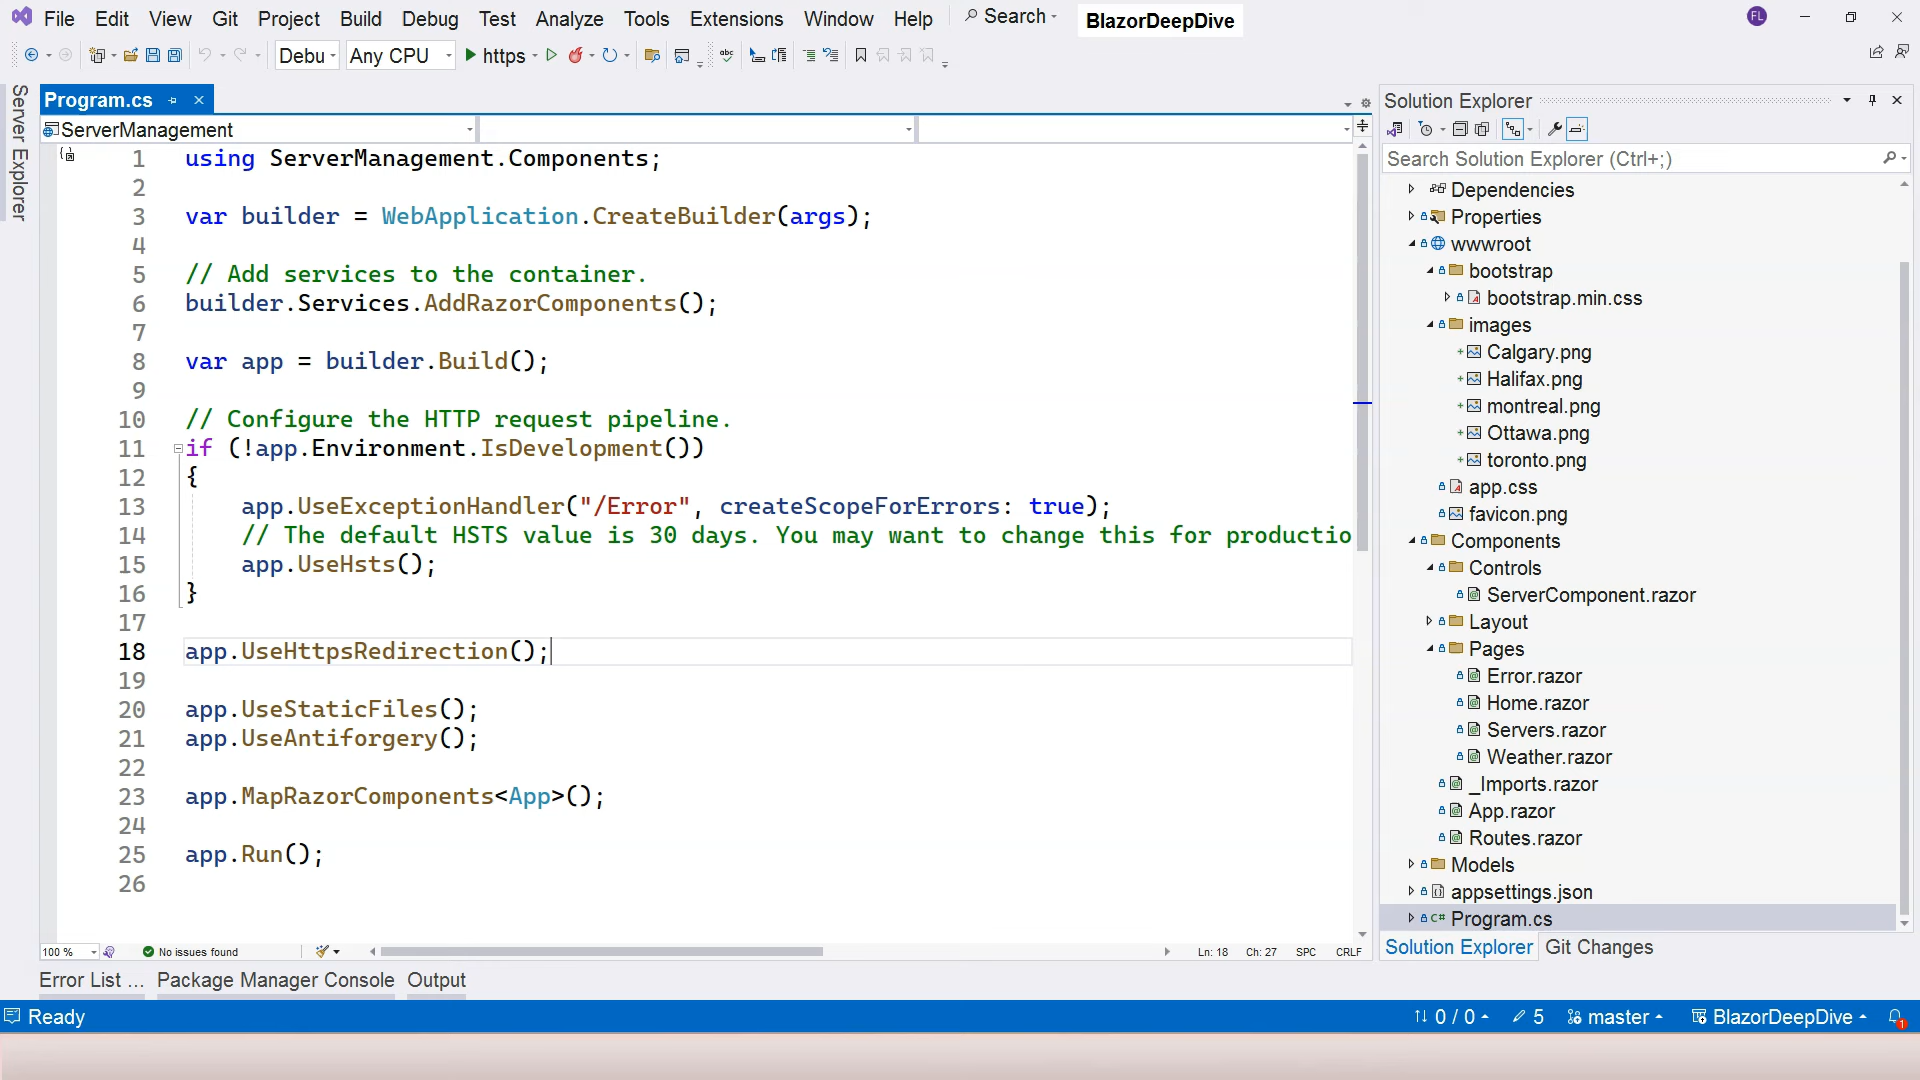 File Edit View Git Project Build Debug Test Analyze Tools Extensions Window Help Search BlazorDeepDive FL
Debu Any CPU https
Server Explorer
Program.cs
ServerManagement
1 using ServerManagement.Components;
2
3 var builder = WebApplication.CreateBuilder(args);
4
5 // Add services to the container.
6 builder.Services.AddRazorComponents();
7
8 var app = builder.Build();
9
10 // Configure the HTTP request pipeline.
11 if (!app.Environment.IsDevelopment())
12 {
13 app.UseExceptionHandler("/Error", createScopeForErrors: true);
14 // The default HSTS value is 30 days. You may want to change this for productio
15 app.UseHsts();
16 }
17
18 app.UseHttpsRedirection();
19
20 app.UseStaticFiles();
21 app.UseAntiforgery();
22
23 app.MapRazorComponents<App>();
24
25 app.Run();
26
100 % No issues found Ln: 18 Ch: 27 SPC CRLF
Solution Explorer
Search Solution Explorer (Ctrl+;)
Dependencies
Properties
wwwroot
bootstrap
bootstrap.min.css
images
Calgary.png
Halifax.png
montreal.png
Ottawa.png
toronto.png
app.css
favicon.png
Components
Controls
ServerComponent.razor
Layout
Pages
Error.razor
Home.razor
Servers.razor
Weather.razor
_Imports.razor
App.razor
Routes.razor
Models
appsettings.json
C# Program.cs
Solution Explorer Git Changes
Error List ... Package Manager Console Output
Ready 0 / 0 5 master BlazorDeepDive 1